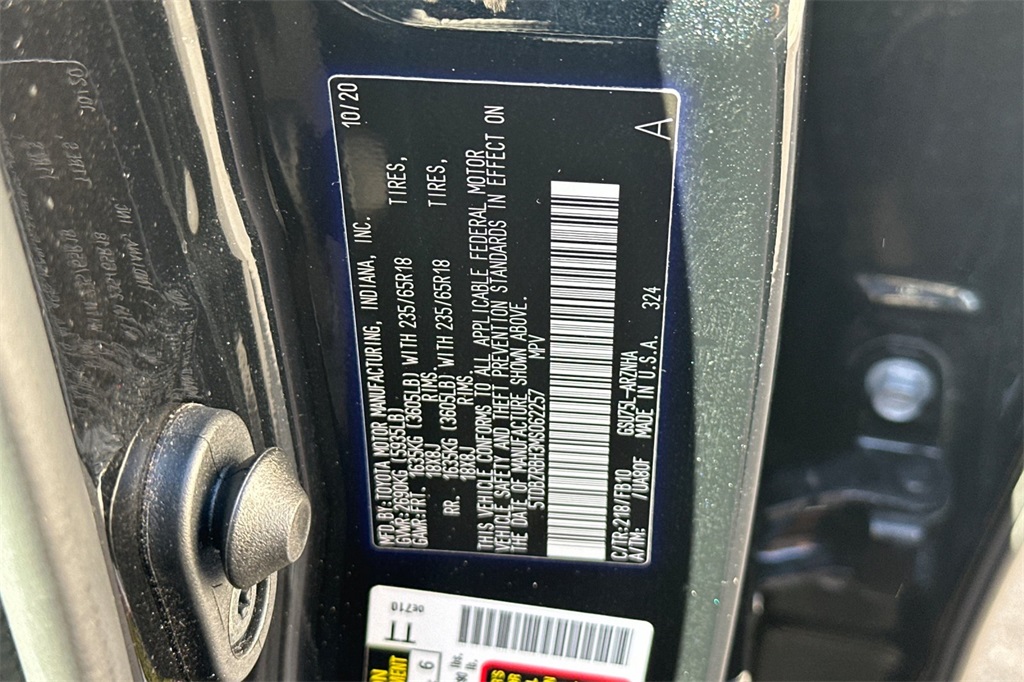 MFD.BY:TOYOTA MOTOR MANUFACTURING, INDIANA, INC. 10/20
GVWR:2690KG (5935LB)
GAWR:FRT. 1635KG (3605LB) WITH 235/65R18 TIRES,
18X8J RIMS,
RR. 1635KG (3605LB) WITH 235/65R18 TIRES,
18X8J RIMS,
THIS VEHICLE CONFORMS TO ALL APPLICABLE FEDERAL MOTOR
VEHICLE SAFETY AND THEFT PREVENTION STANDARDS IN EFFECT ON
THE DATE OF MANUFACTURE SHOWN ABOVE.
5TDBZRBH3MS062257 MPV
C/TR:218/FB10 GSU75L-ARZNHA
A/TM: /UA80F MADE IN U.S.A. 324
A
0E710